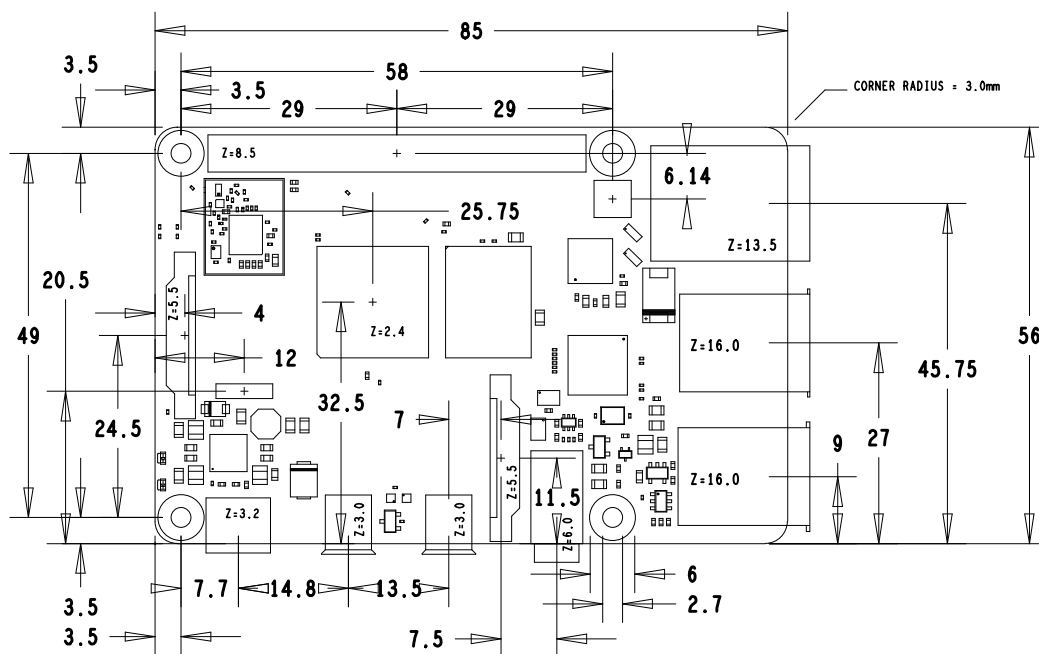 85
3.5
58
3.5
CORNER RADIUS = 3.0mm
29
29
Z=8.5
6.14
25.75
Z=13.5
20.5
Z=5.5
4
49
Z=2.4
Z=16.0
56
45.75
12
32.5
7
24.5
27
9
Z=5.5
Z=16.0
11.5
Z=3.2
Z=3.0
Z=3.0
Z=6.0
7.7
14.8
13.5
6
3.5
2.7
3.5
7.5